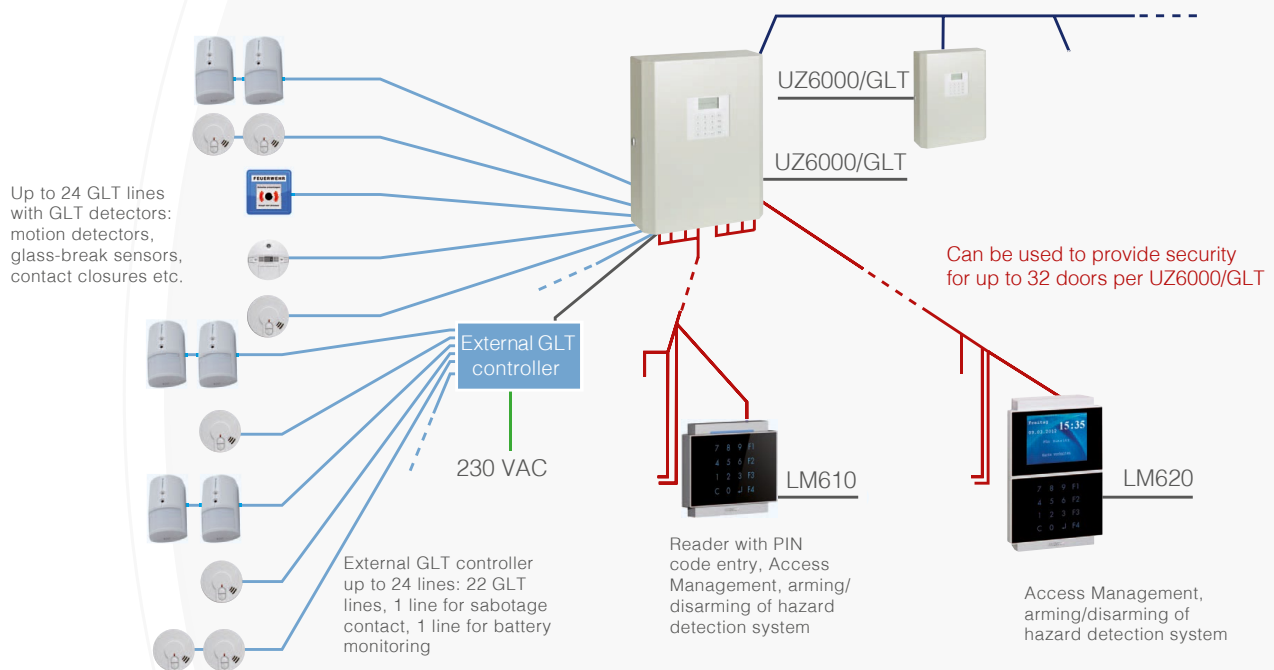 UZ6000/GLT
UZ6000/GLT
Up to 24 GLT lines
with GLT detectors:
motion detectors,
glass-break sensors,
contact closures etc.
FEUERWEHR
Can be used to provide security
for up to 32 doors per UZ6000/GLT
External GLT
controller
230 VAC
15:35
7 8 9 F1
4 5 6 F2
1 2 3 F3
C 0 ↲ F4
LM610
7 8 9 F1
4 5 6 F2
1 2 3 F3
C 0 ↲ F4
LM620
External GLT controller
up to 24 lines: 22 GLT
lines, 1 line for sabotage
contact, 1 line for battery
monitoring
Reader with PIN
code entry, Access
Management, arming/
disarming of hazard
detection system
Access Management,
arming/disarming of
hazard detection system